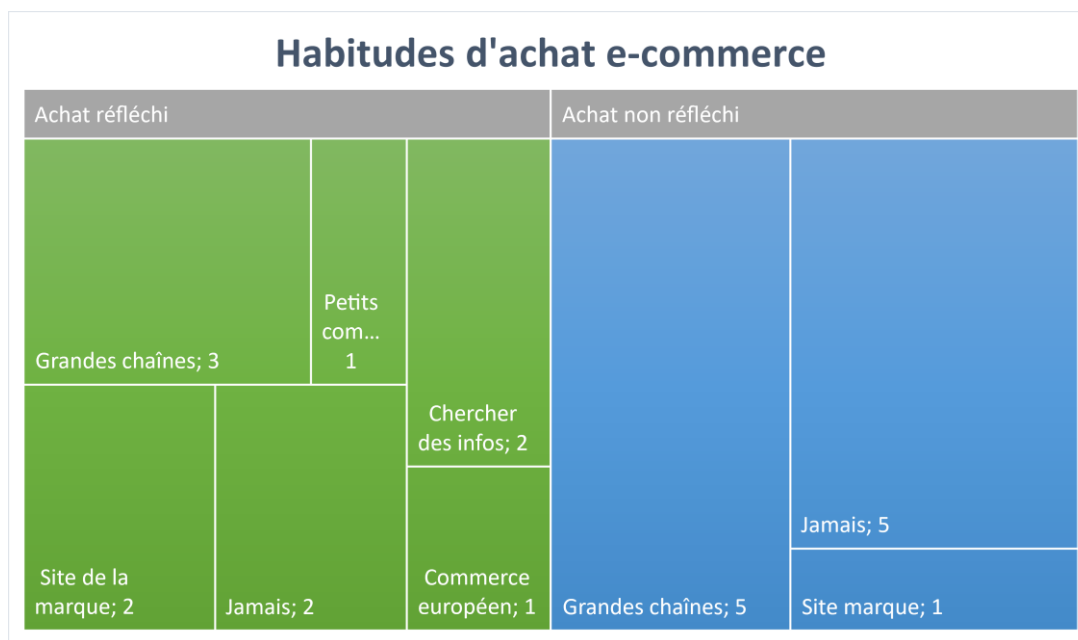 Habitudes d'achat e-commerce
Achat réfléchi
Achat non réfléchi
Grandes chaînes; 3
Petits
com...
1
Chercher
des infos; 2
Site de la
marque; 2
Jamais; 2
Commerce
européen; 1
Grandes chaînes; 5
Jamais; 5
Site marque; 1